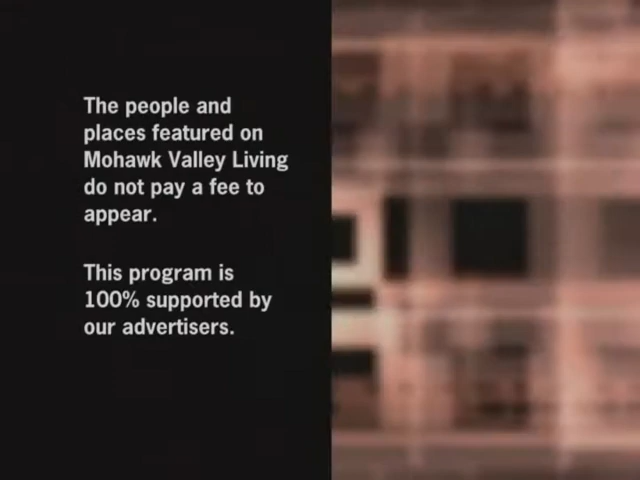 The people and
places featured on
Mohawk Valley Living
do not pay a fee to
appear.
This program is
100% supported by
our advertisers.